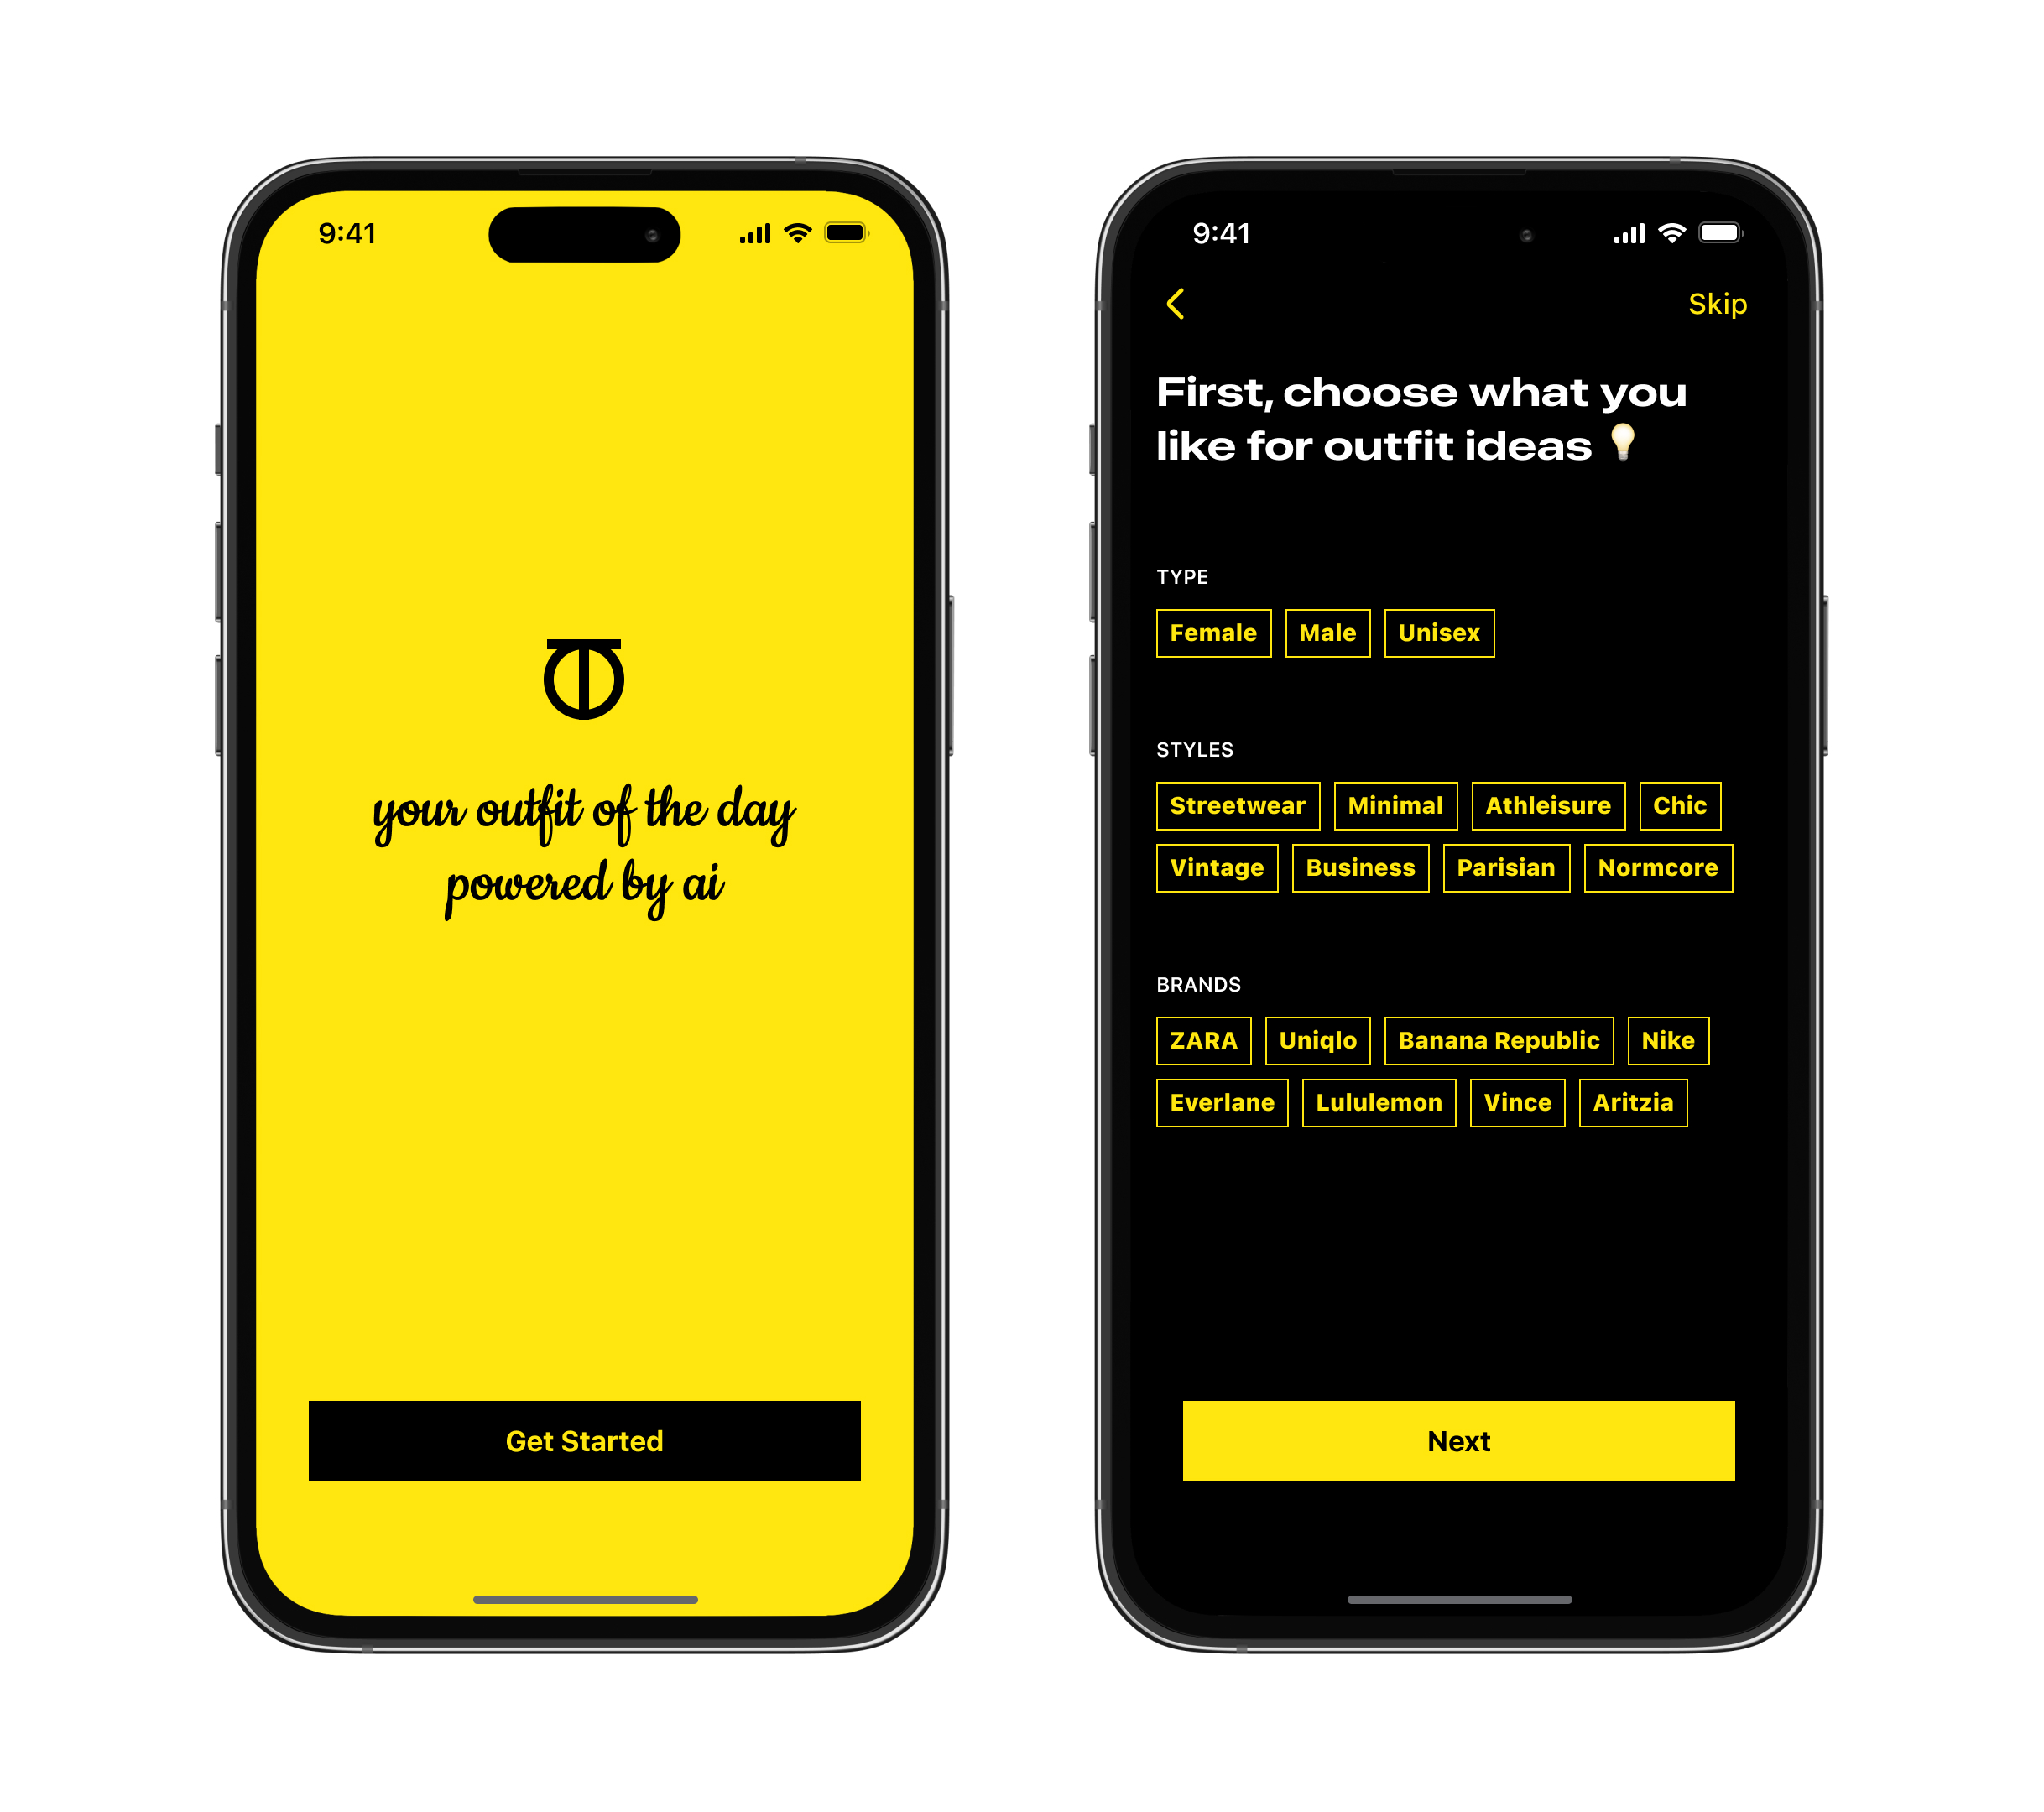 9:41
your outfit of the day
powered by ai
Get Started
9:41
Skip
First, choose what you
like for outfit ideas 💡
TYPE
Female Male Unisex
STYLES
Streetwear Minimal Athleisure Chic
Vintage Business Parisian Normcore
BRANDS
ZARA Uniqlo Banana Republic Nike
Everlane Lululemon Vince Aritzia
Next